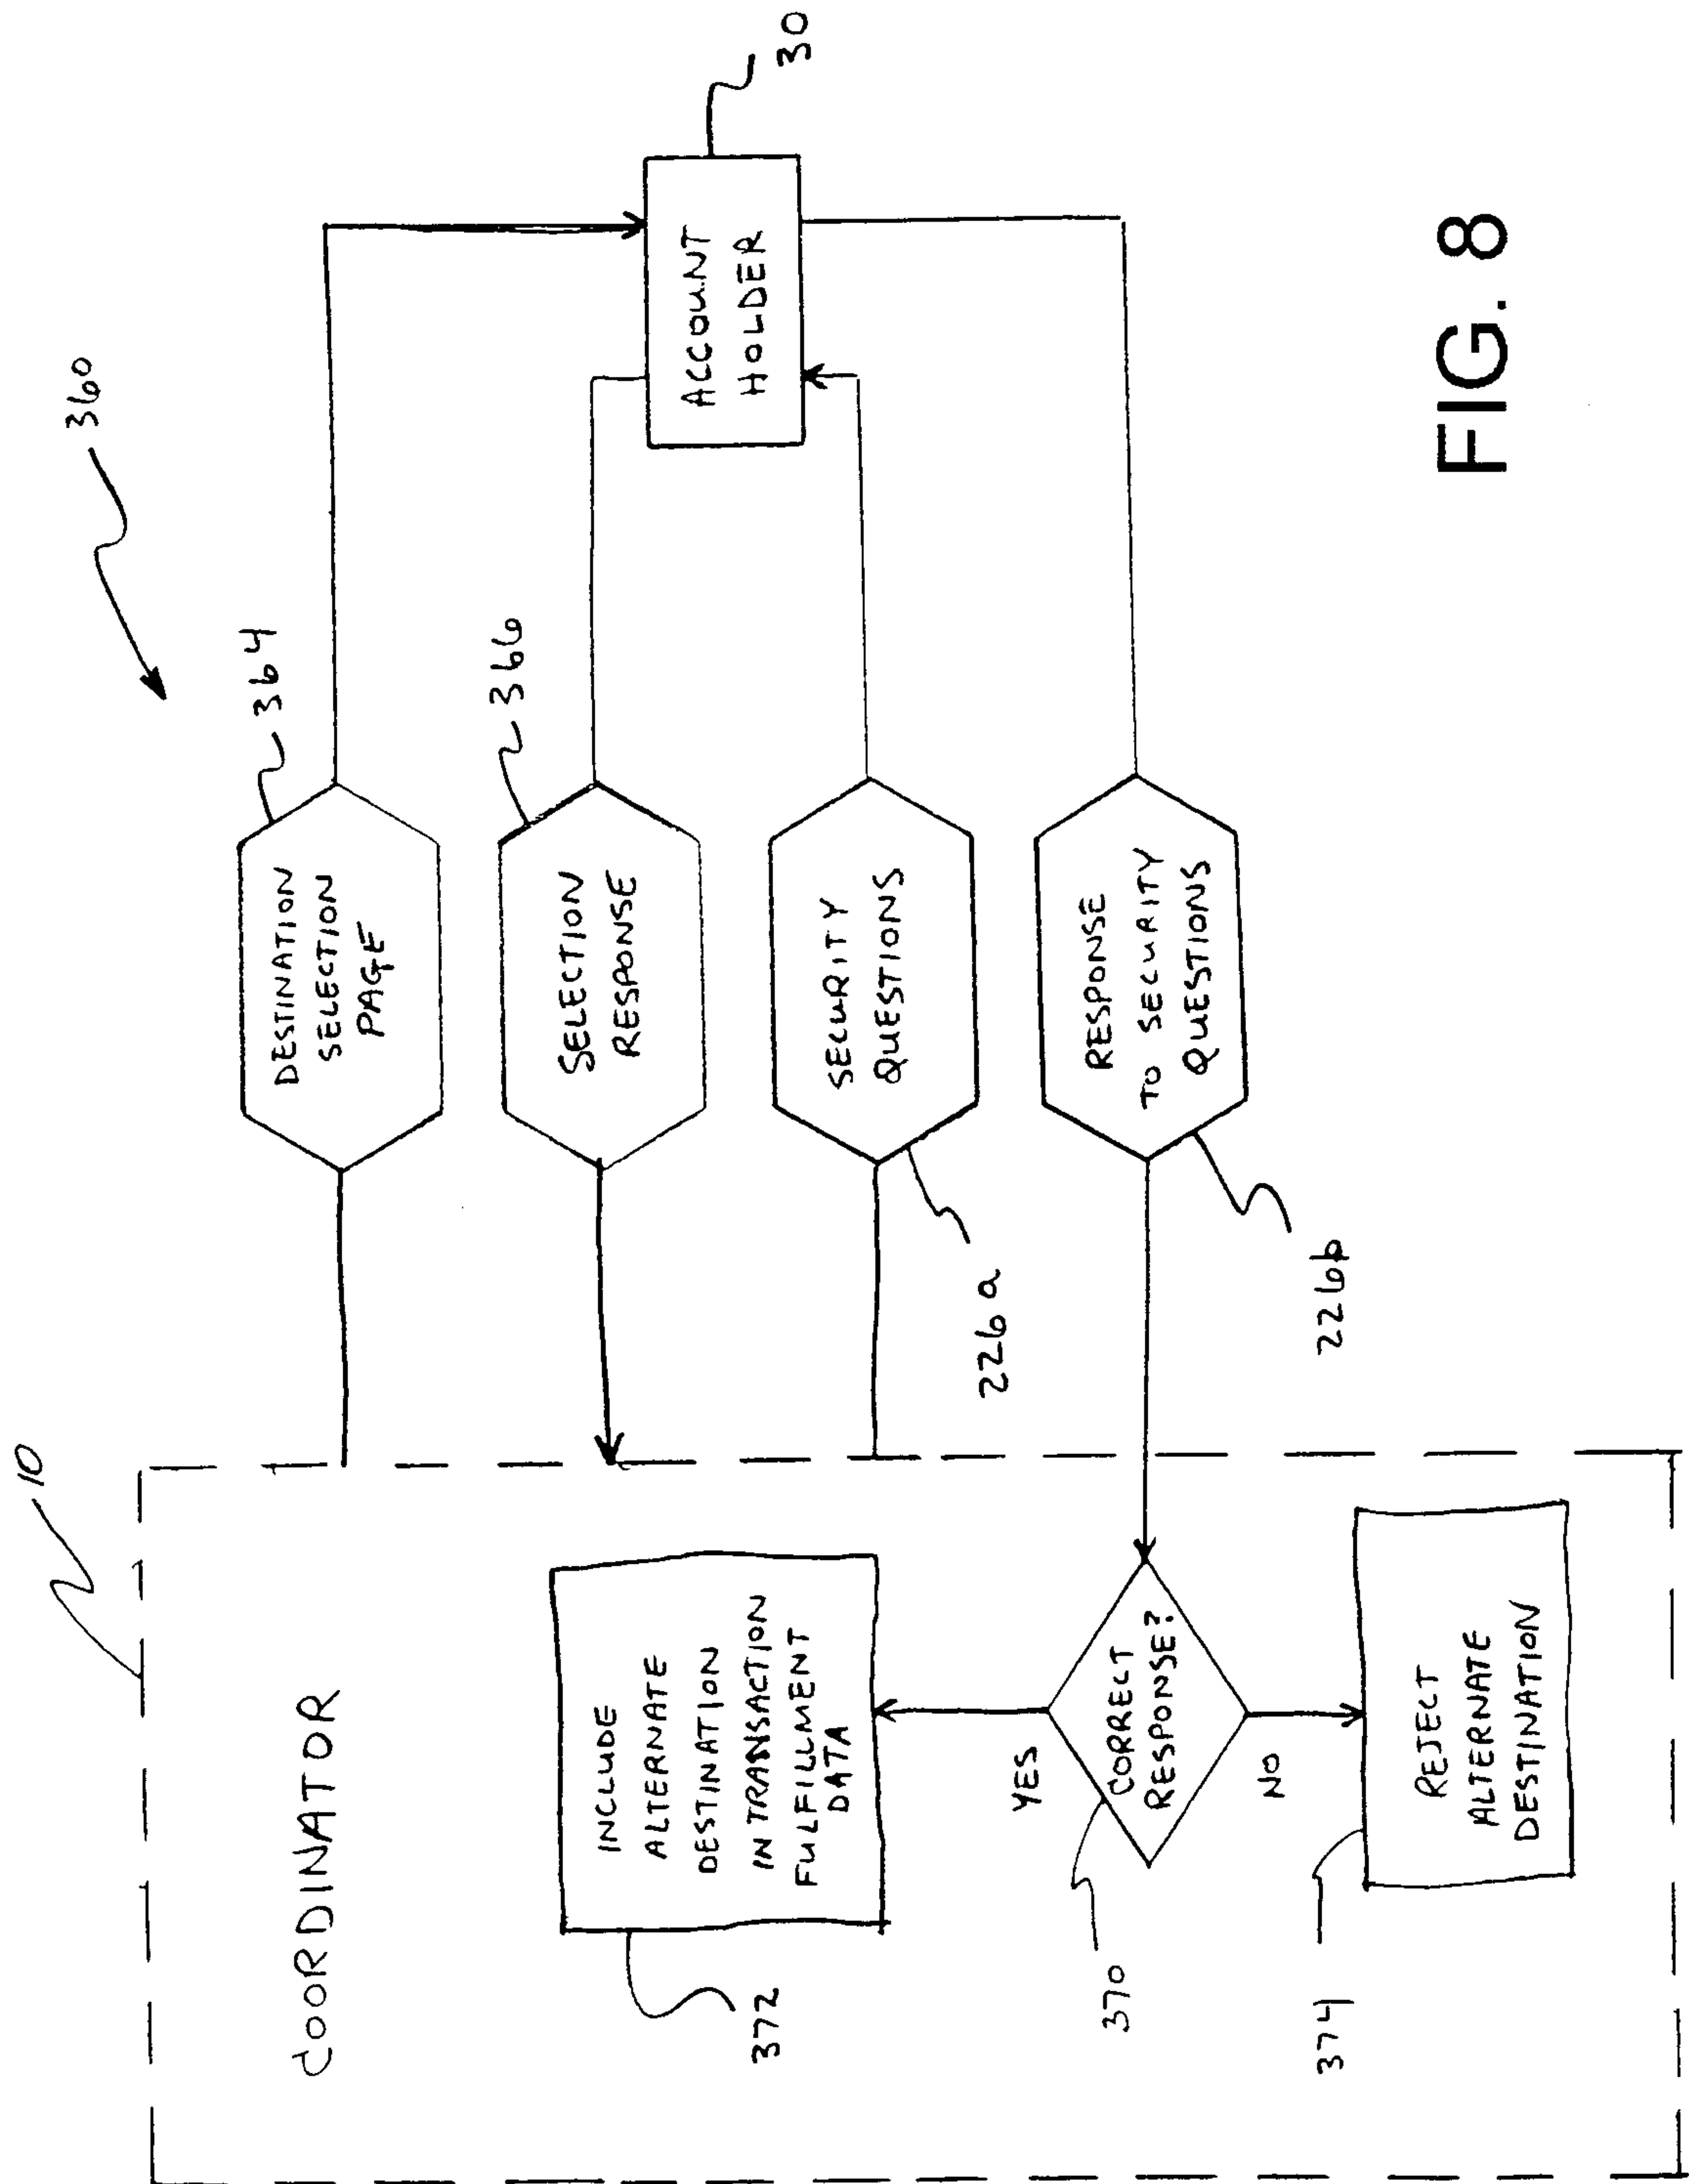 10
COORDINATOR
360
DESTINATION
SELECTION
PAGE
364
SELECTION
RESPONSE
366
ACCOUNT
HOLDER
30
SECURITY
QUESTIONS
226a
RESPONSE
TO SECURITY
QUESTIONS
226b
INCLUDE
ALTERNATE
DESTINATION
IN TRANSACTION
FULFILLMENT
DATA
372
YES
CORRECT
RESPONSE?
370
NO
REJECT
ALTERNATE
DESTINATION
374
FIG. 8